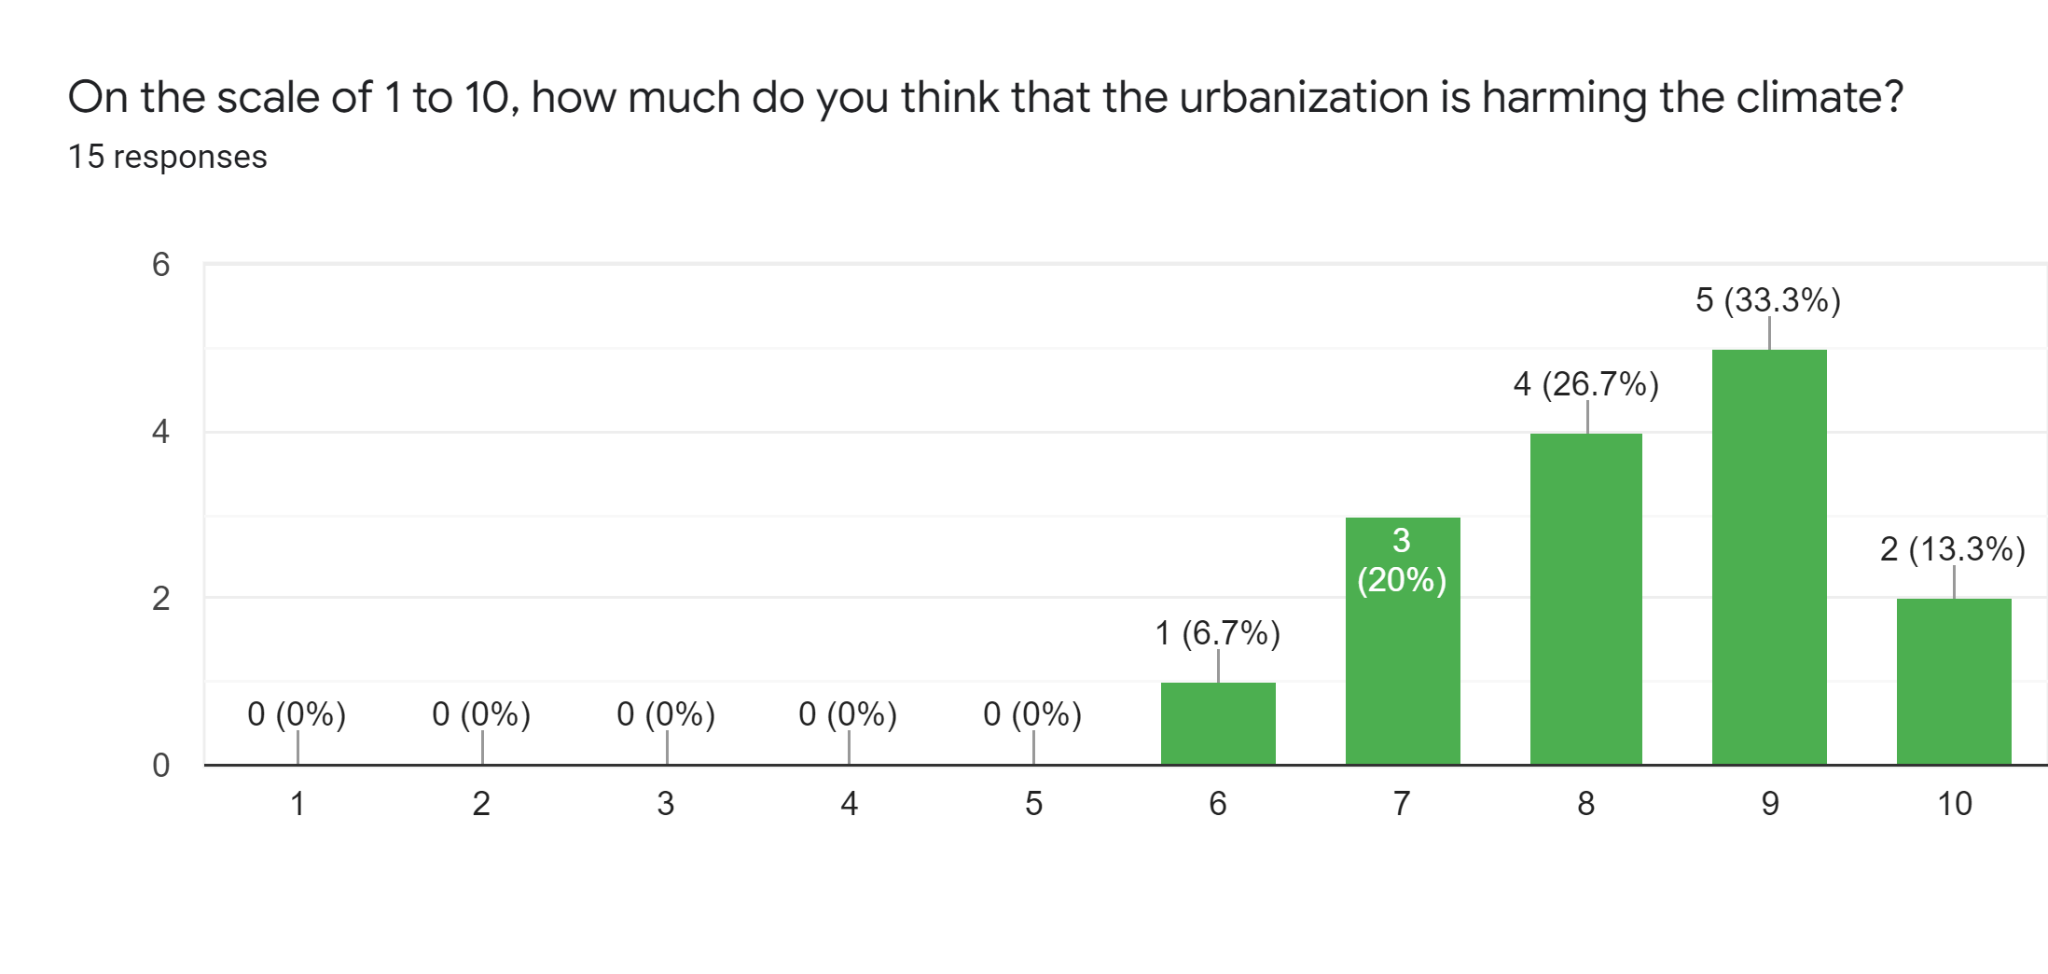 On the scale of 1 to 10, how much do you think that the urbanization is harming the climate?
15 responses
6
5 (33.3%)
4 (26.7%)
4
3
(20%)
2 (13.3%)
2
1 (6.7%)
0 (0%) 0 (0%) 0 (0%) 0 (0%) 0 (0%)
0
1 2 3 4 5 6 7 8 9 10